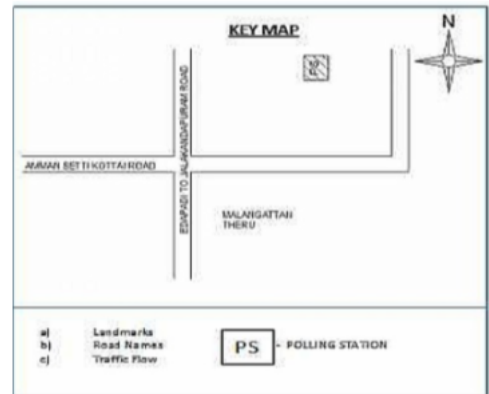 KEY MAP
N
PS
EDAPADI TO JALAKANDAPURAM ROAD
AMMAN SETTI KOTTAI ROAD
MALANGATTAN
THERU
a) Landmarks
b) Road Names
c) Traffic Flow
PS - POLLING STATION